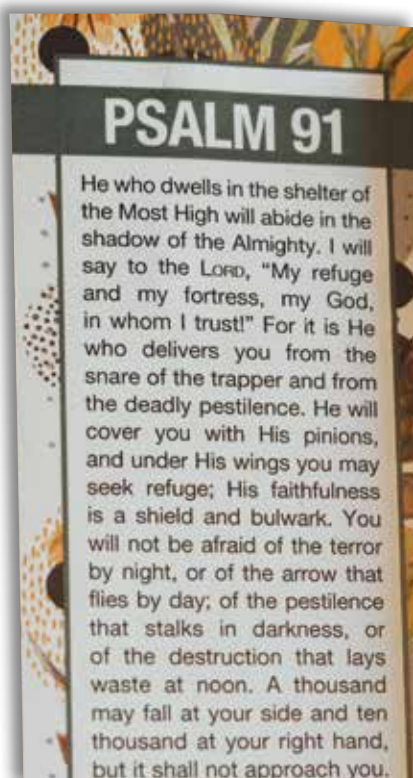 PSALM 91
He who dwells in the shelter of
the Most High will abide in the
shadow of the Almighty. I will
say to the LORD, “My refuge
and my fortress, my God,
in whom I trust!” For it is He
who delivers you from the
snare of the trapper and from
the deadly pestilence. He will
cover you with His pinions,
and under His wings you may
seek refuge; His faithfulness
is a shield and bulwark. You
will not be afraid of the terror
by night, or of the arrow that
flies by day; of the pestilence
that stalks in darkness, or
of the destruction that lays
waste at noon. A thousand
may fall at your side and ten
thousand at your right hand,
but it shall not approach you.